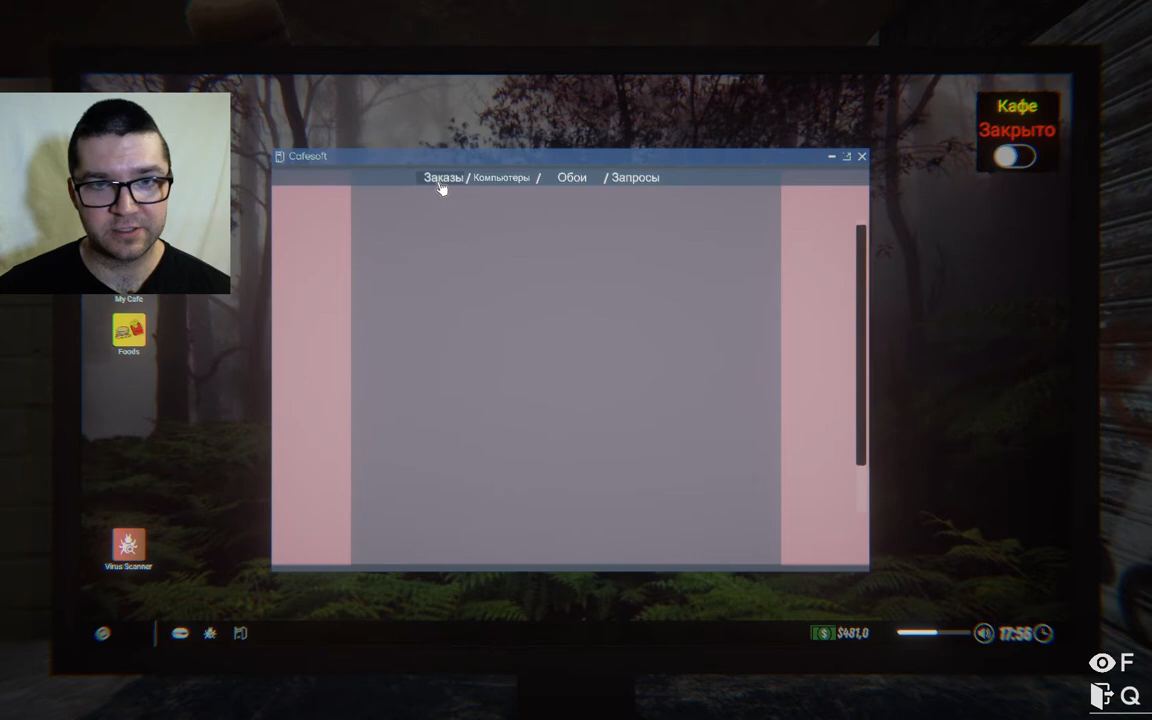 Кафе
Закрыто
Cafesoft
Заказы / Компьютеры / Обои / Запросы
My Cafe
Foods
Virus Scanner
$481,0
17:56
F
Q